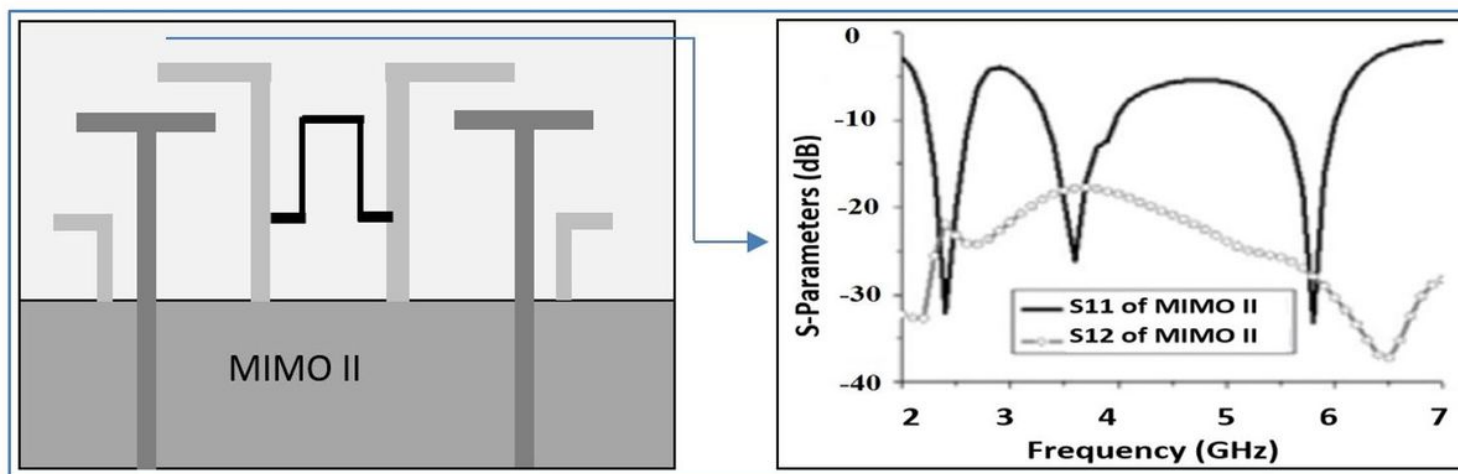 MIMO II
0
-10
-20
-30
-40
S-Parameters (dB)
S11 of MIMO II
S12 of MIMO II
2 3 4 5 6 7
Frequency (GHz)